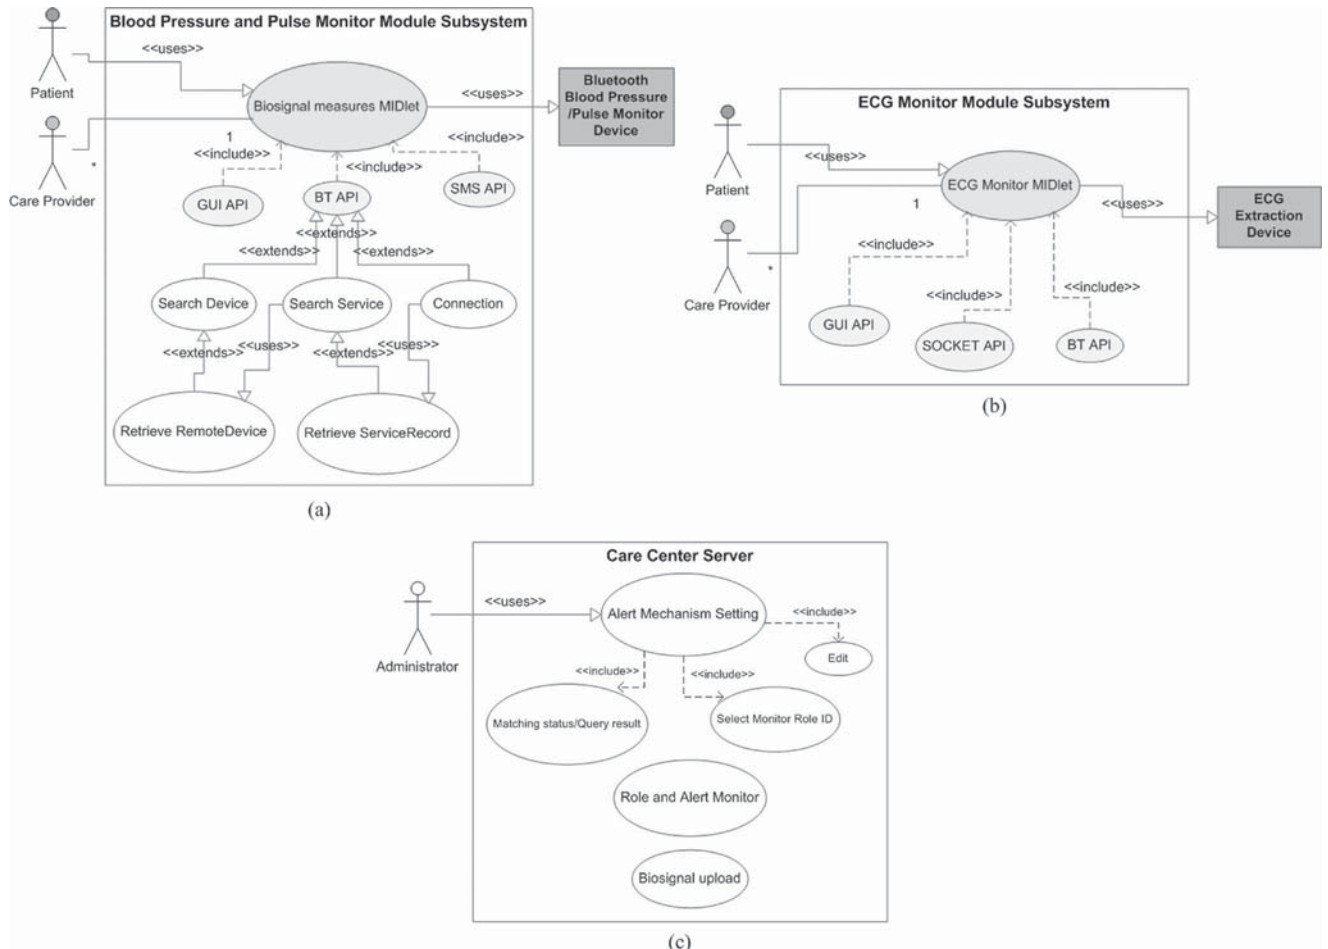 Blood Pressure and Pulse Monitor Module Subsystem
<<uses>>
Patient
Biosignal measures MIDlet
<<uses>>
Bluetooth
Blood Pressure
/Pulse Monitor
Device
Care Provider
*
1
<<include>>
<<include>>
<<include>>
GUI API
BT API
SMS API
<<extends>>
<<extends>>
<<extends>>
Search Device
Search Service
Connection
<<extends>>
<<uses>>
<<extends>>
<<uses>>
Retrieve RemoteDevice
Retrieve ServiceRecord
(a)
ECG Monitor Module Subsystem
<<uses>>
Patient
ECG Monitor MIDlet
1
<<uses>>
ECG
Extraction
Device
Care Provider
*
<<include>>
<<include>>
<<include>>
GUI API
SOCKET API
BT API
(b)
Care Center Server
Administrator
<<uses>>
Alert Mechanism Setting
<<include>>
Edit
<<include>>
<<include>>
Matching status/Query result
Select Monitor Role ID
Role and Alert Monitor
Biosignal upload
(c)